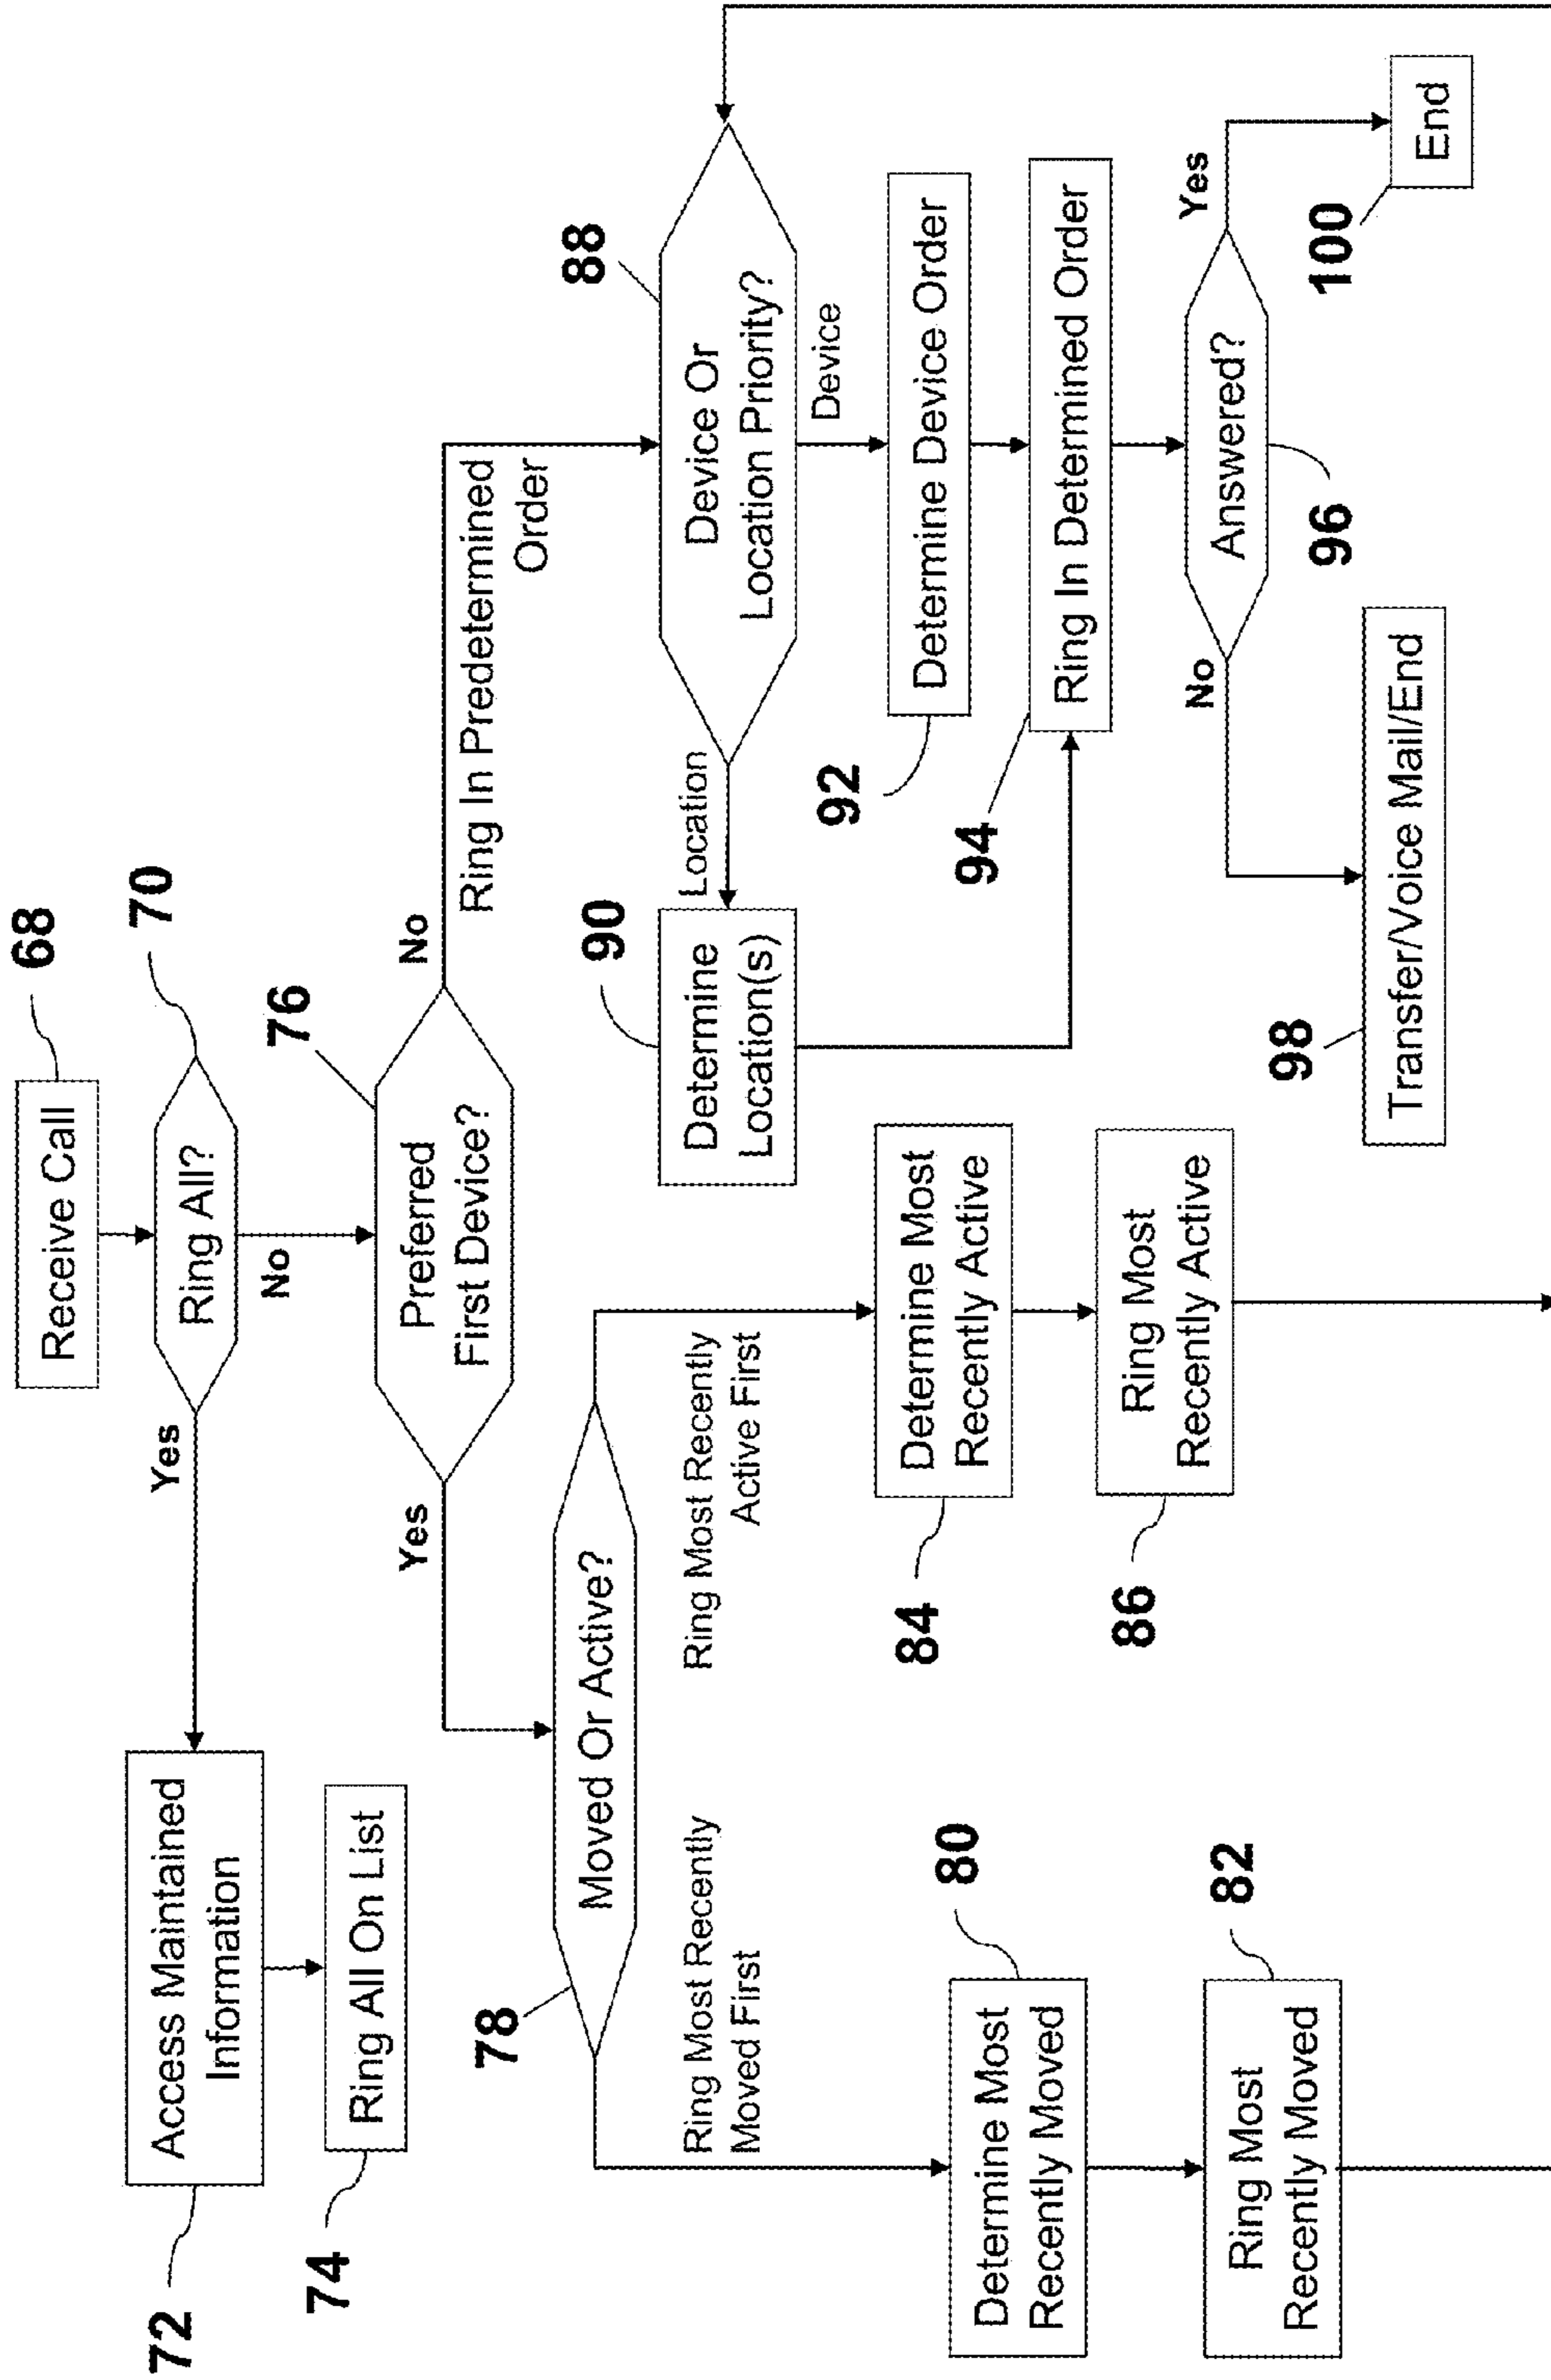 Receive Call
68
Ring All?
70
Yes
No
Access Maintained
Information
72
Ring All On List
74
Preferred
First Device?
76
Yes
No
Ring In Predetermined
Order
Moved Or Active?
78
Ring Most Recently
Moved First
Ring Most Recently
Active First
Determine Most
Recently Moved
80
Ring Most
Recently Moved
82
Determine Most
Recently Active
84
Ring Most
Recently Active
86
Device Or
Location Priority?
88
Location
Device
Determine
Location(s)
90
Determine Device Order
92
Ring In Determined Order
94
Answered?
96
No
Yes
Transfer/Voice Mail/End
98
End
100